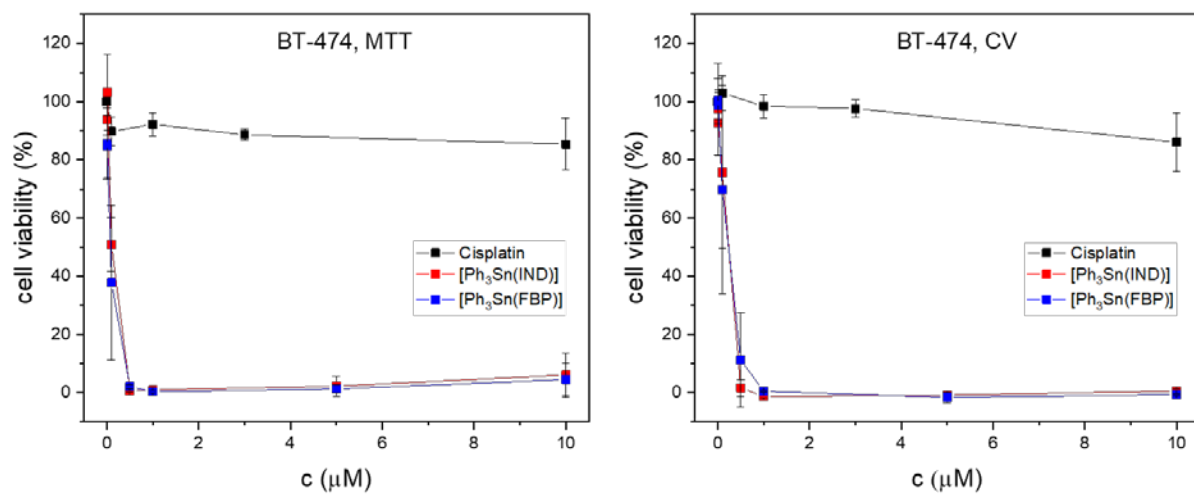 BT-474, MTT
120
100
80
60
40
20
0
cell viability (%)
Cisplatin
[Ph₃Sn(IND)]
[Ph₃Sn(FBP)]
0 2 4 6 8 10
c (μM)
BT-474, CV
120
100
80
60
40
20
0
cell viability (%)
Cisplatin
[Ph₃Sn(IND)]
[Ph₃Sn(FBP)]
0 2 4 6 8 10
c (μM)